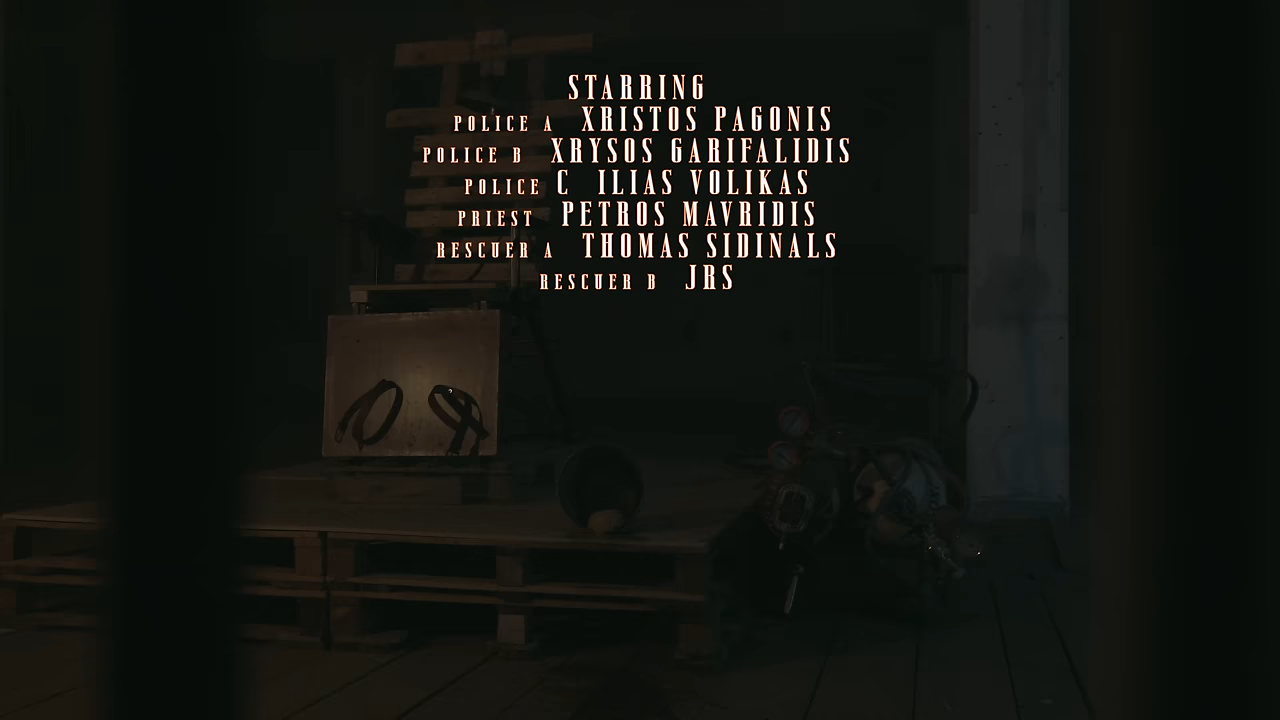 STARRING
POLICE A XRISTOS PAGONIS
POLICE B XRYSOS GARIFALIDIS
POLICE C ILIAS VOLIKAS
PRIEST PETROS MAVRIDIS
RESCUER A THOMAS SIDINALS
RESCUER B JRS